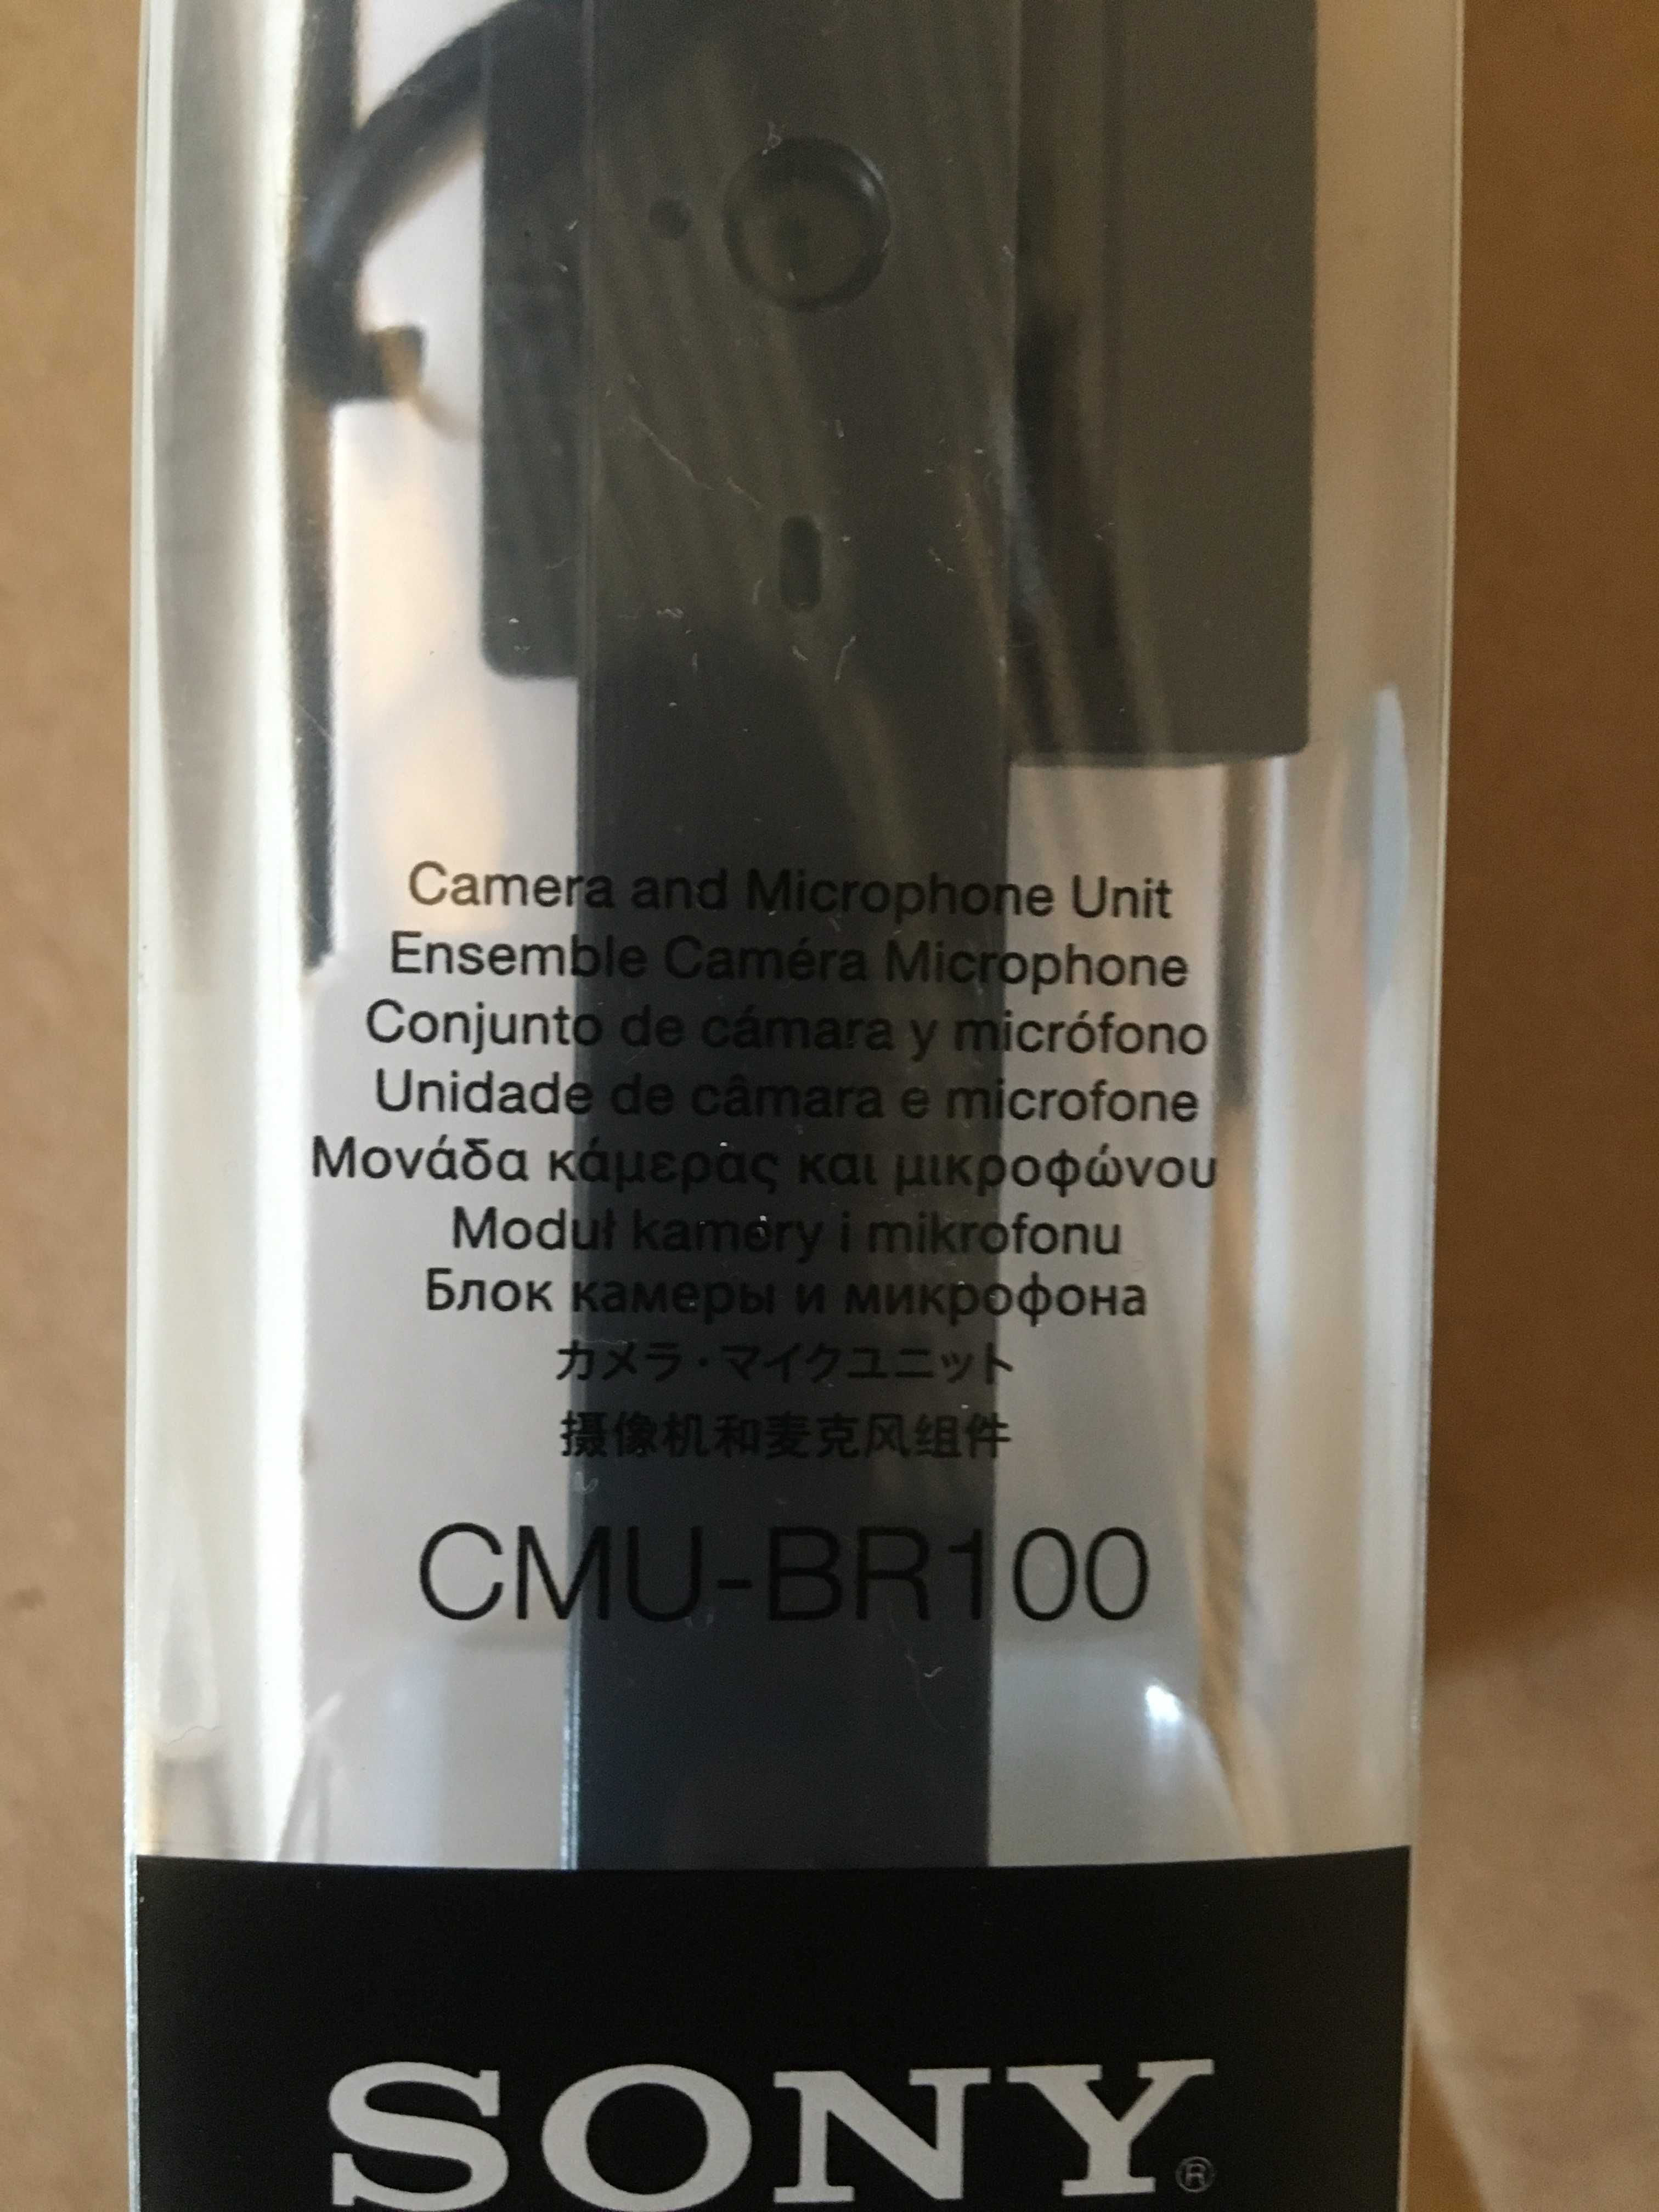 Camera and Microphone Unit
Ensemble Caméra Microphone
Conjunto de cámara y micrófono
Unidade de câmara e microfone
Μονάδα κάμερας και μικροφώνου
Moduł kamery i mikrofonu
Блок камеры и микрофона
カメラ・マイクユニット
摄像机和麦克风组件
CMU-BR100
SONY®